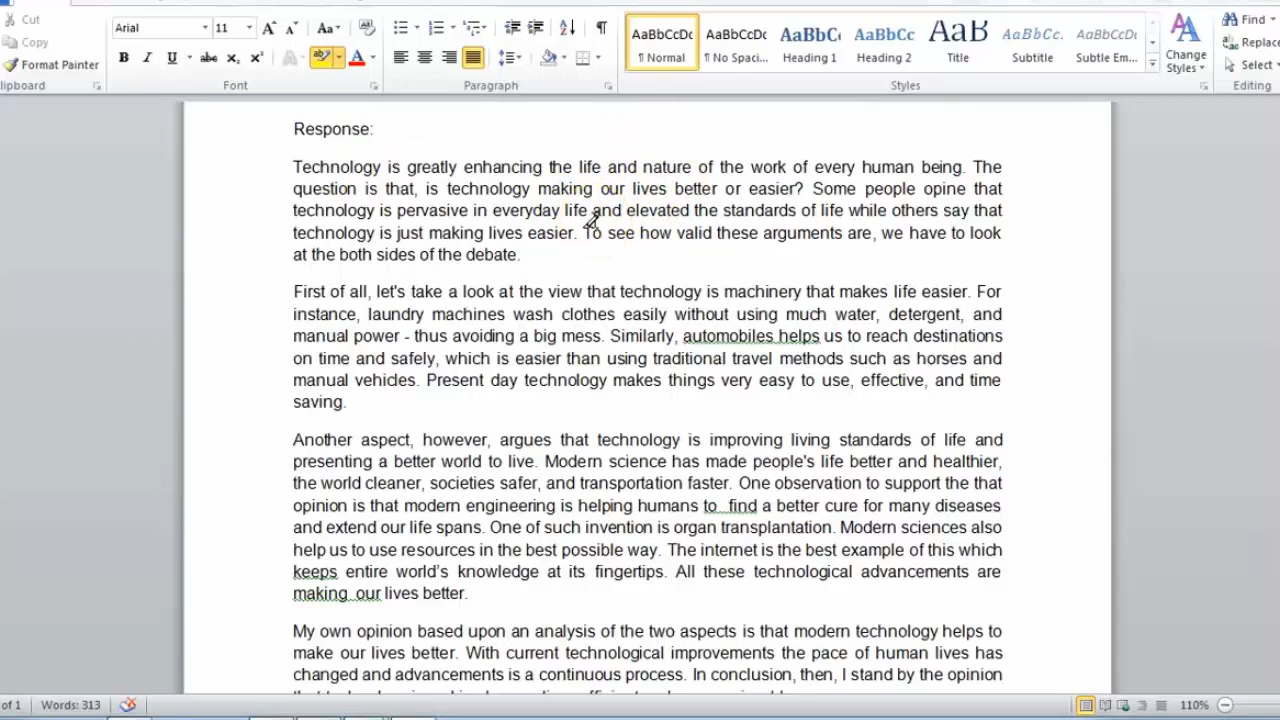 Cut
Arial
11
Aa
AaBbCcDc
AaBbCcDc
AaBbC
AaBbCc
AaB
AaBbCc.
AaBbCcDc
Find
Copy
Replace
Format Painter
B I U abc x₂ x² A A
¶ Normal
¶ No Spaci...
Heading 1
Heading 2
Title
Subtitle
Subtle Em...
Change
Styles
Select
lipboard
Font
Paragraph
Styles
Editing
Response:
Technology is greatly enhancing the life and nature of the work of every human being. The
question is that, is technology making our lives better or easier? Some people opine that
technology is pervasive in everyday life and elevated the standards of life while others say that
technology is just making lives easier. To see how valid these arguments are, we have to look
at the both sides of the debate.
First of all, let's take a look at the view that technology is machinery that makes life easier. For
instance, laundry machines wash clothes easily without using much water, detergent, and
manual power - thus avoiding a big mess. Similarly, automobiles helps us to reach destinations
on time and safely, which is easier than using traditional travel methods such as horses and
manual vehicles. Present day technology makes things very easy to use, effective, and time
saving.
Another aspect, however, argues that technology is improving living standards of life and
presenting a better world to live. Modern science has made people's life better and healthier,
the world cleaner, societies safer, and transportation faster. One observation to support the that
opinion is that modern engineering is helping humans to find a better cure for many diseases
and extend our life spans. One of such invention is organ transplantation. Modern sciences also
help us to use resources in the best possible way. The internet is the best example of this which
keeps entire world's knowledge at its fingertips. All these technological advancements are
making our lives better.
My own opinion based upon an analysis of the two aspects is that modern technology helps to
make our lives better. With current technological improvements the pace of human lives has
changed and advancements is a continuous process. In conclusion, then, I stand by the opinion
of 1
Words: 313
110%